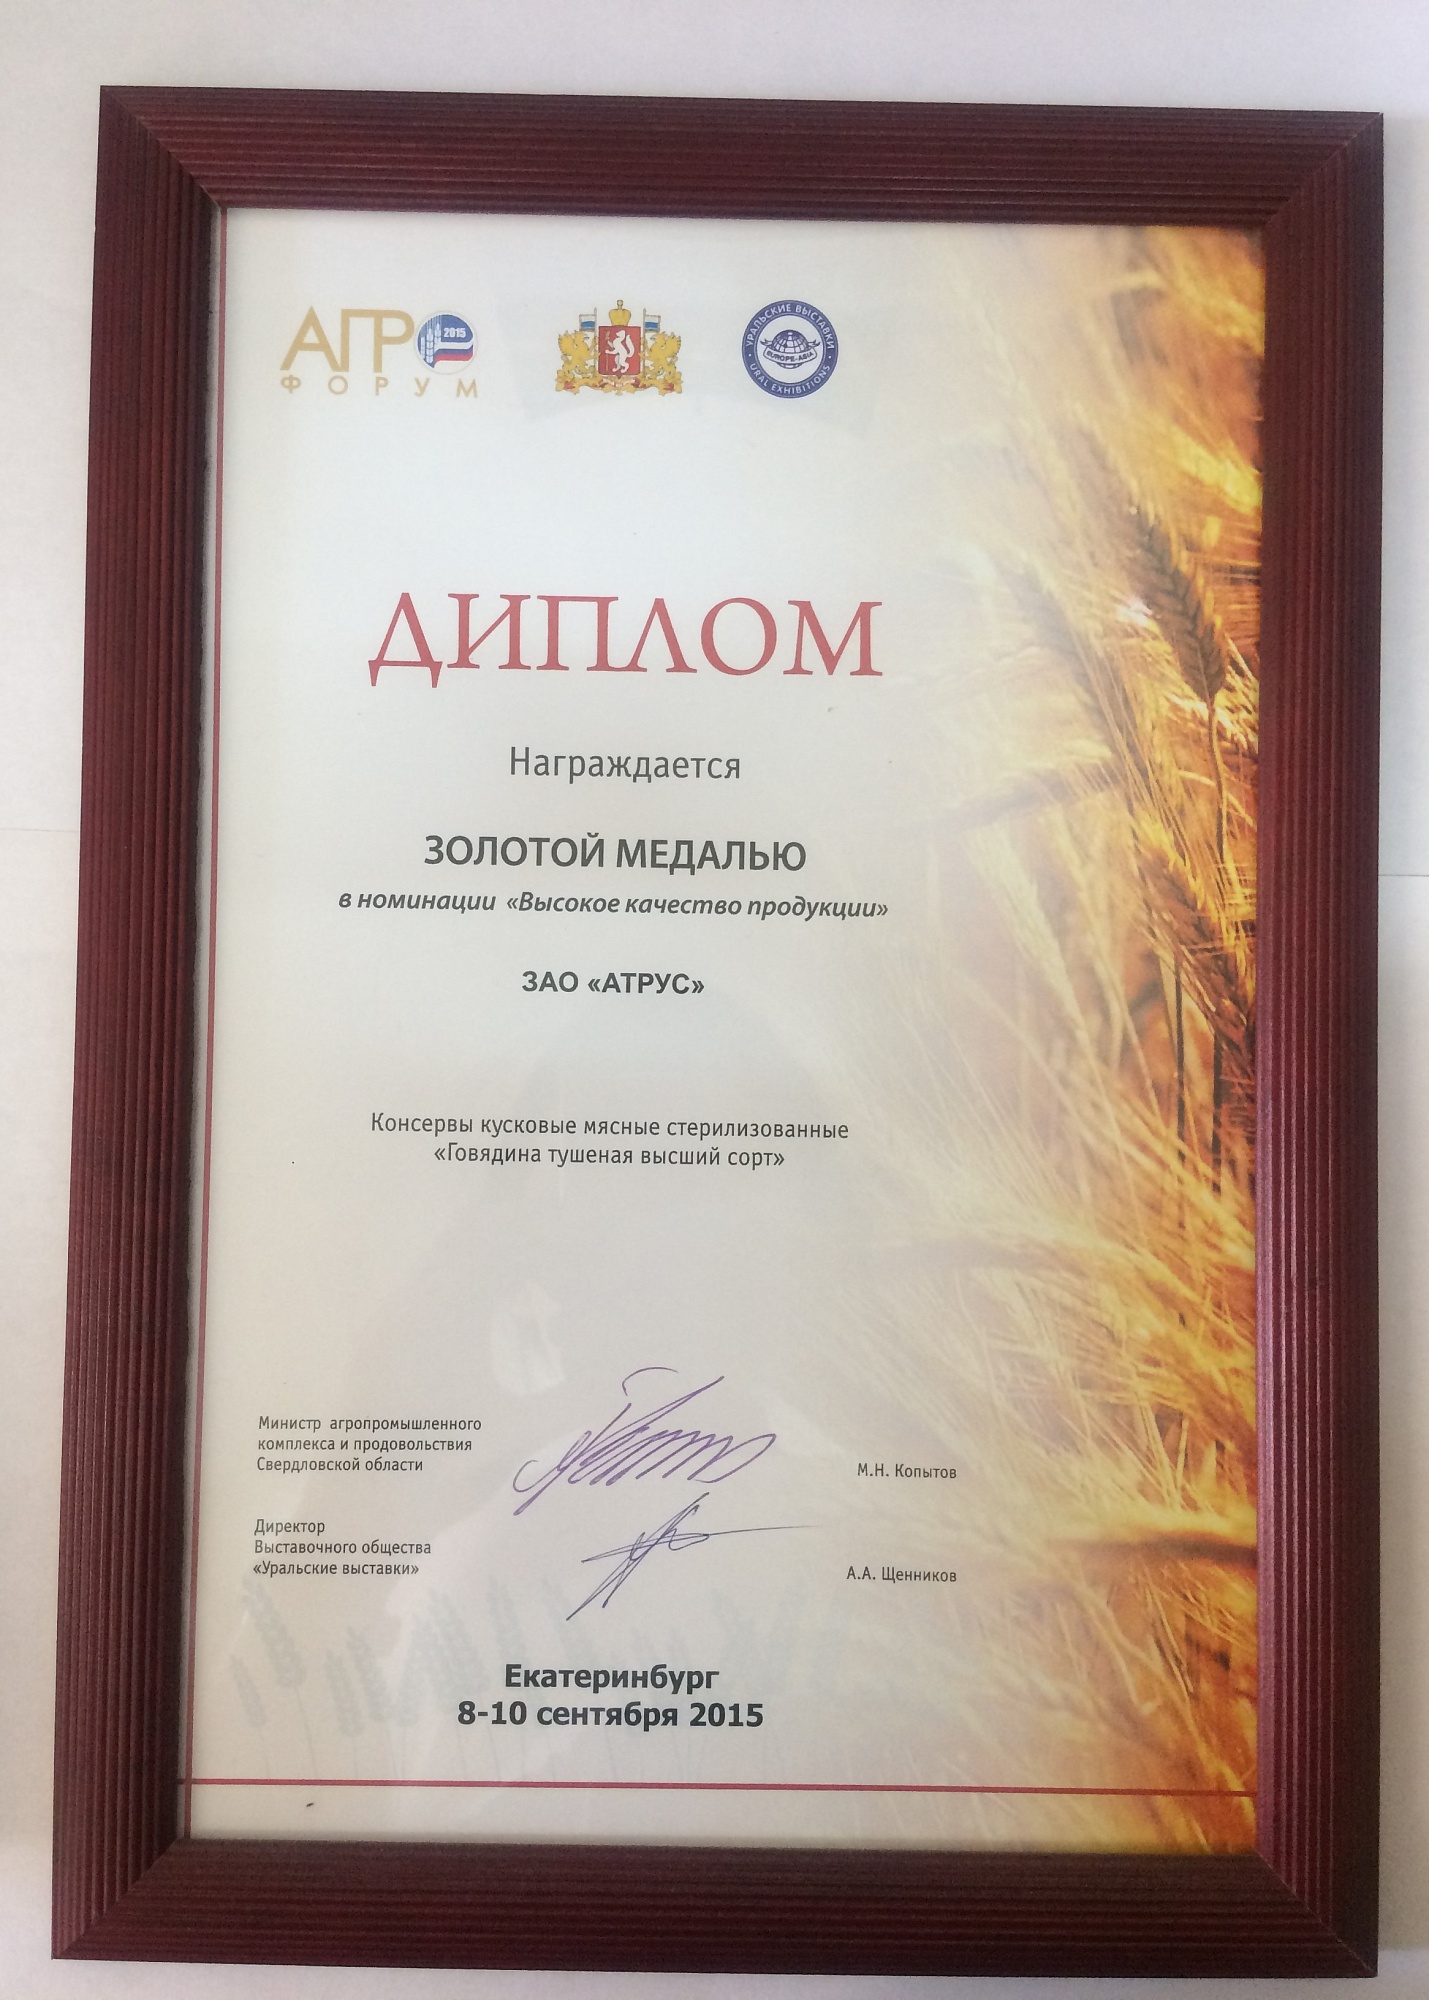 АГРО 2015
ФОРУМ
УРАЛЬСКИЕ ВЫСТАВКИ
EUROPE-ASIA
URAL EXHIBITIONS
ДИПЛОМ
Награждается
ЗОЛОТОЙ МЕДАЛЬЮ
в номинации «Высокое качество продукции»
ЗАО «АТРУС»
Консервы кусковые мясные стерилизованные
«Говядина тушеная высший сорт»
Министр агропромышленного
комплекса и продовольствия
Свердловской области
М.Н. Копытов
Директор
Выставочного общества
«Уральские выставки»
А.А. Щенников
Екатеринбург
8-10 сентября 2015